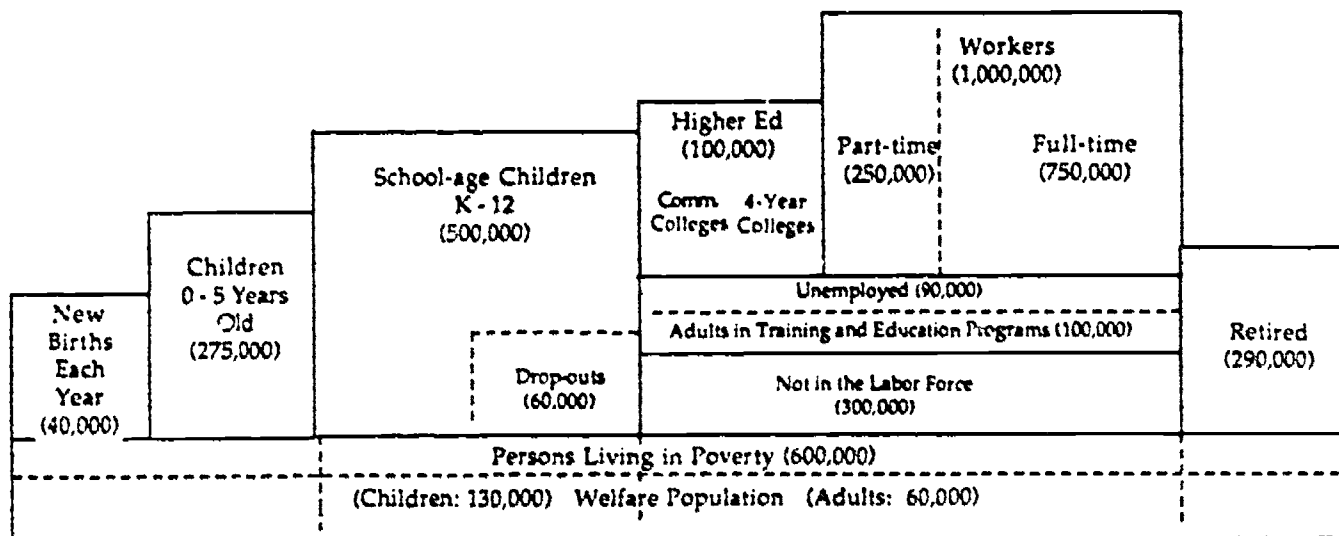 New
Births
Each
Year
(40,000)
Children
0 - 5 Years
Old
(275,000)
School-age Children
K - 12
(500,000)
Drop-outs
(60,000)
Higher Ed
(100,000)
Comm. 4-Year
Colleges Colleges
Workers
(1,000,000)
Part-time
(250,000)
Full-time
(750,000)
Unemployed (90,000)
Adults in Training and Education Programs (100,000)
Not in the Labor Force
(300,000)
Retired
(290,000)
Persons Living in Poverty (600,000)
(Children: 130,000) Welfare Population (Adults: 60,000)